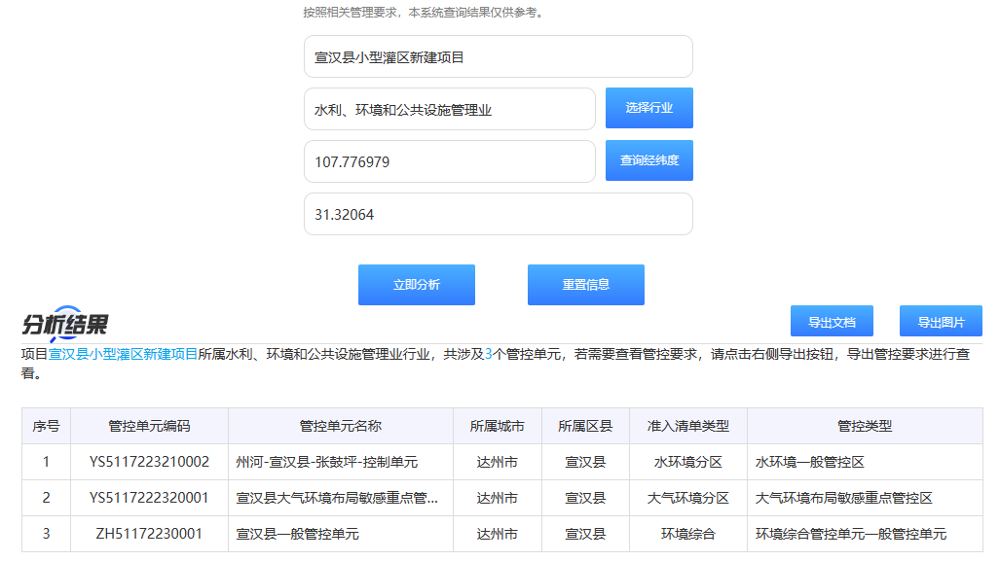 按照相关管理要求，本系统查询结果仅供参考。
宣汉县小型灌区新建项目
水利、环境和公共设施管理业 选择行业
107.776979 查询经纬度
31.32064
立即分析 重置信息
分析结果 导出文档 导出图片
项目宣汉县小型灌区新建项目所属水利、环境和公共设施管理业行业，共涉及3个管控单元，若需要查看管控要求，请点击右侧导出按钮，导出管控要求进行查
看。
序号 管控单元编码 管控单元名称 所属城市 所属区县 准入清单类型 管控类型
1 YS5117223210002 州河-宣汉县-张鼓坪-控制单元 达州市 宣汉县 水环境分区 水环境一般管控区
2 YS5117222320001 宣汉县大气环境布局敏感重点管... 达州市 宣汉县 大气环境分区 大气环境布局敏感重点管控区
3 ZH51172230001 宣汉县一般管控单元 达州市 宣汉县 环境综合 环境综合管控单元一般管控单元